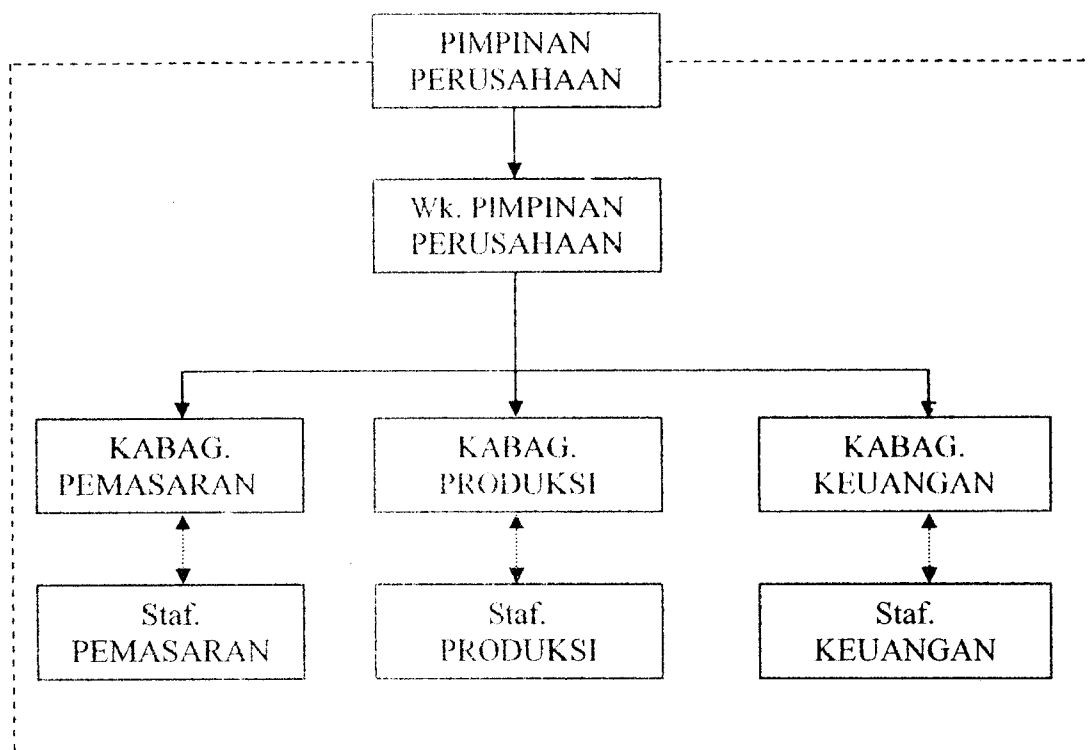 PIMPINAN
PERUSAHAAN
Wk. PIMPINAN
PERUSAHAAN
KABAG.
PEMASARAN
KABAG.
PRODUKSI
KABAG.
KEUANGAN
Staf.
PEMASARAN
Staf.
PRODUKSI
Staf.
KEUANGAN